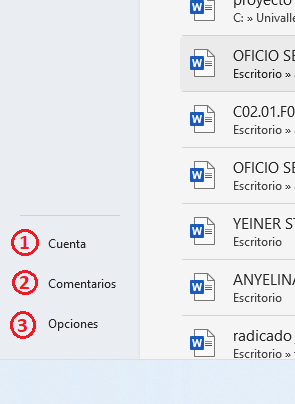 proyecto
C: » Univalle
OFICIO SE
Escritorio »
C02.01.F0
Escritorio »
OFICIO SE
Escritorio »
YEINER ST
Escritorio
ANYELINA
Escritorio
radicado
Escritorio »
1 Cuenta
2 Comentarios
3 Opciones